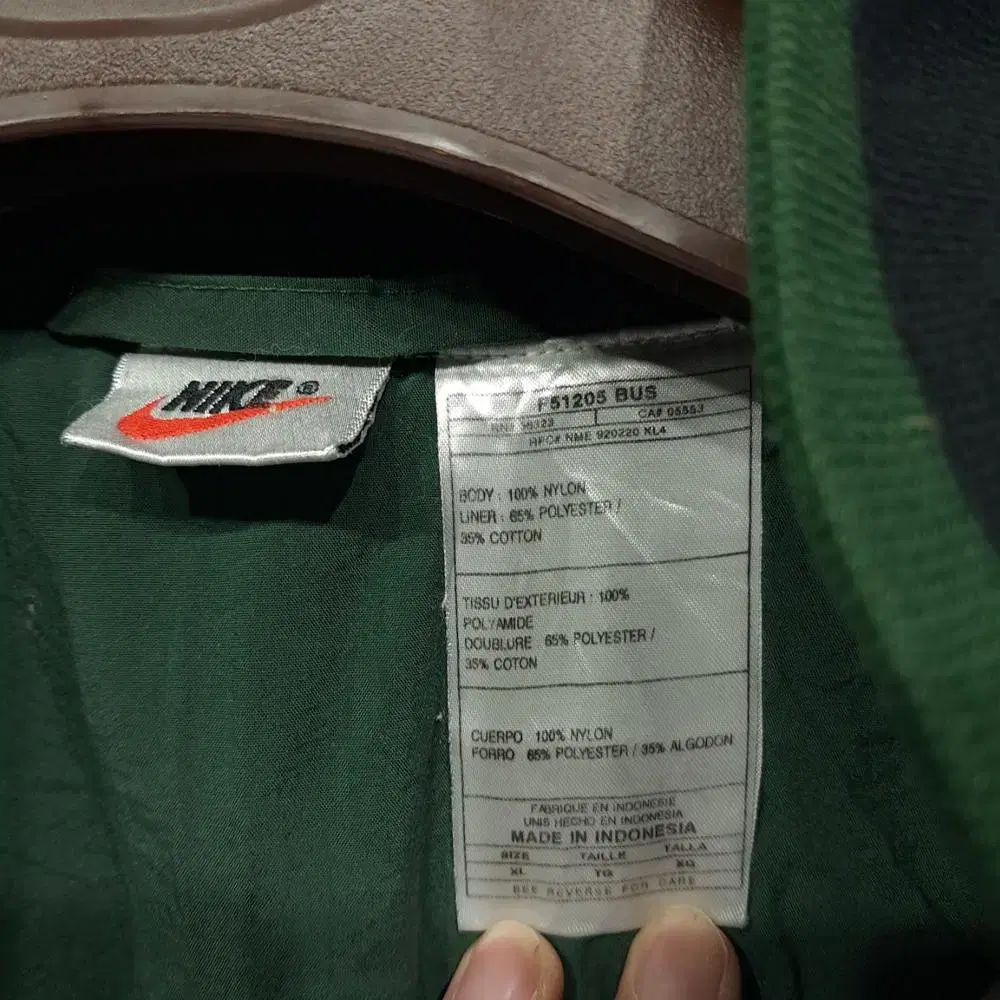 NIKE®
F51205 BUS
RN# 56323 CA# 05553
RFC# NME 920220 XL4
BODY : 100% NYLON
LINER : 65% POLYESTER /
35% COTTON
TISSU D'EXTERIEUR : 100%
POLYAMIDE
DOUBLURE 65% POLYESTER /
35% COTON
CUERPO 100% NYLON
FORRO 65% POLYESTER / 35% ALGODON
FABRIQUE EN INDONESIE
HECHO EN INDONESIA
MADE IN INDONESIA
SIZE TAILLE TALLA
XL TG XG
SEE REVERSE FOR CARE